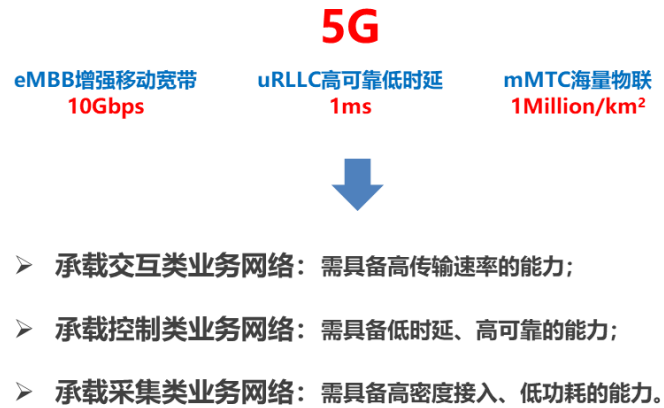 5G
eMBB增强移动宽带 uRLLC高可靠低时延 mMTC海量物联
10Gbps 1ms 1Million/km²
➢ 承载交互类业务网络：需具备高传输速率的能力；
➢ 承载控制类业务网络：需具备低时延、高可靠的能力；
➢ 承载采集类业务网络：需具备高密度接入、低功耗的能力。